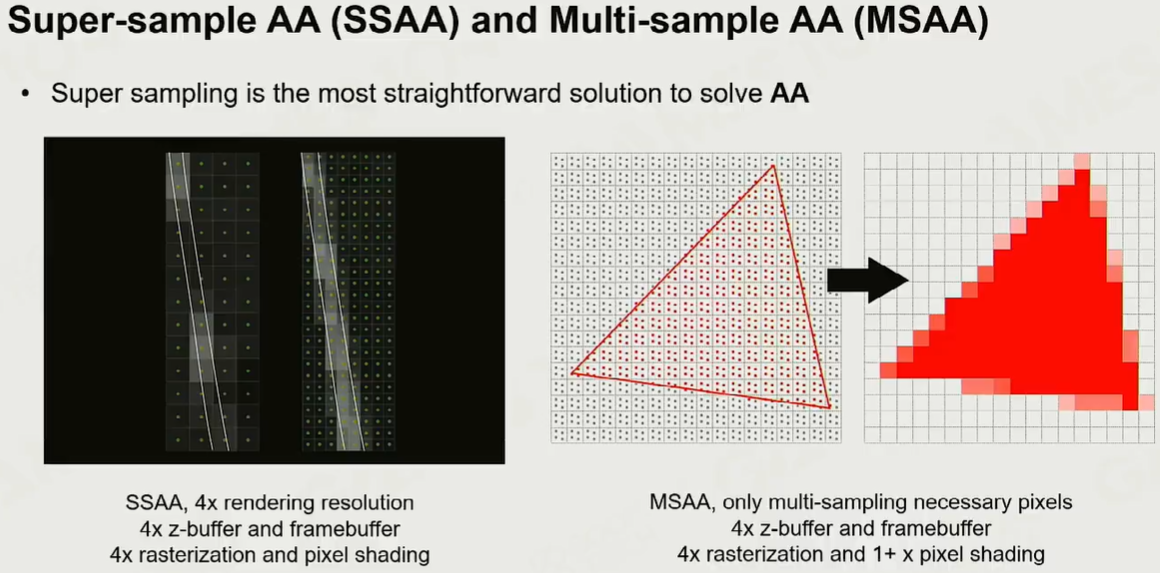 Super-sample AA (SSAA) and Multi-sample AA (MSAA)
• Super sampling is the most straightforward solution to solve AA
SSAA, 4x rendering resolution
4x z-buffer and framebuffer
4x rasterization and pixel shading
MSAA, only multi-sampling necessary pixels
4x z-buffer and framebuffer
4x rasterization and 1+ x pixel shading